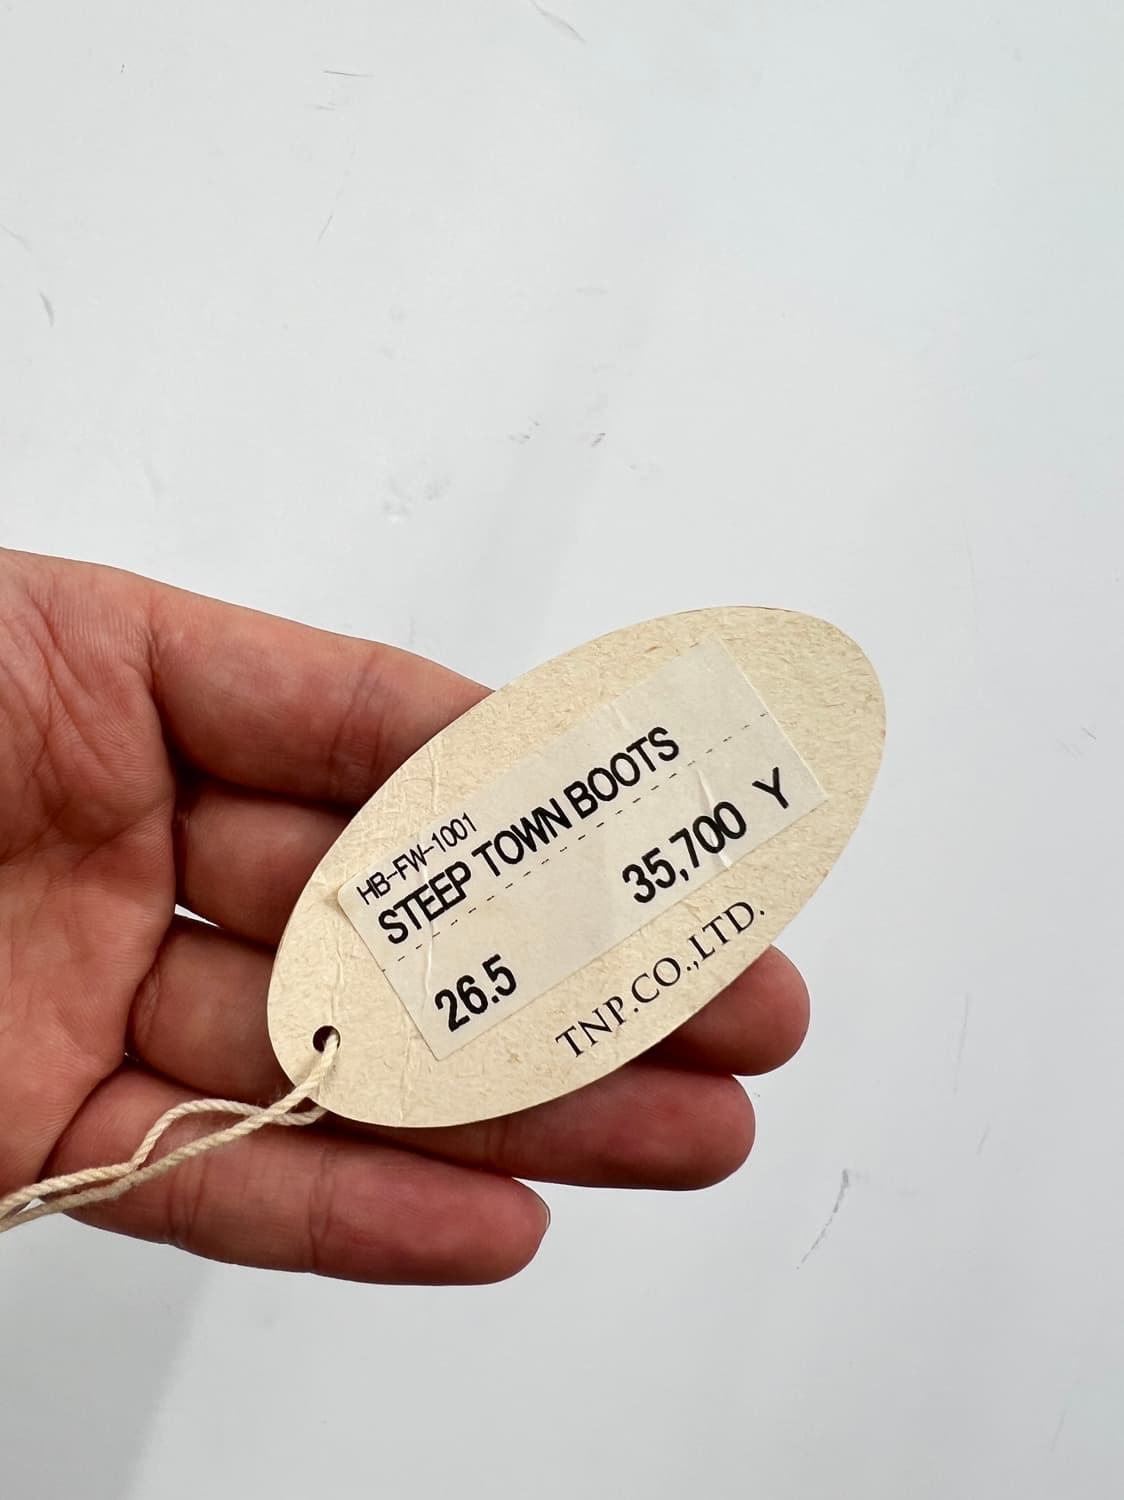 HB-FW-1001
STEEP TOWN BOOTS
26.5 35,700 Y
TNP.CO.,LTD.